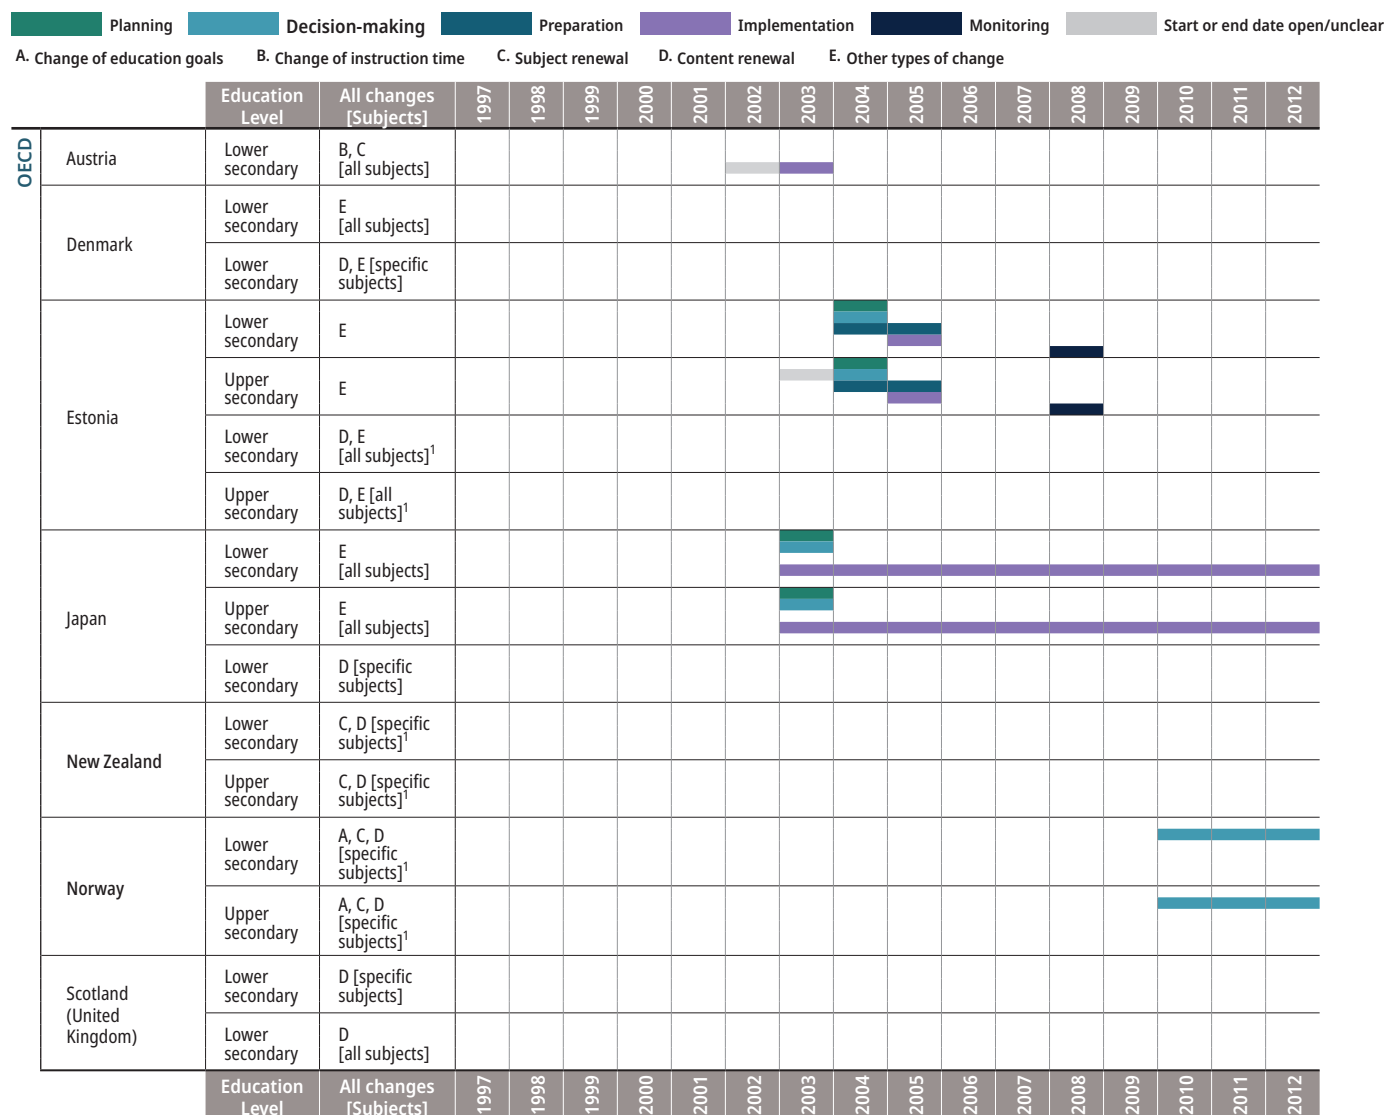 Planning Decision-making Preparation Implementation Monitoring Start or end date open/unclear
A. Change of education goals B. Change of instruction time C. Subject renewal D. Content renewal E. Other types of change
Education Level All changes [Subjects] 1997 1998 1999 2000 2001 2002 2003 2004 2005 2006 2007 2008 2009 2010 2011 2012
OECD
Austria
Lower
secondary
B, C
[all subjects]
Denmark
Lower
secondary
E
[all subjects]
Lower
secondary
D, E [specific
subjects]
Estonia
Lower
secondary
E
Upper
secondary
E
Lower
secondary
D, E
[all subjects]1
Upper
secondary
D, E [all
subjects]1
Japan
Lower
secondary
E
[all subjects]
Upper
secondary
E
[all subjects]
Lower
secondary
D [specific
subjects]
New Zealand
Lower
secondary
C, D [specific
subjects]1
Upper
secondary
C, D [specific
subjects]1
Norway
Lower
secondary
A, C, D
[specific
subjects]1
Upper
secondary
A, C, D
[specific
subjects]1
Scotland
(United
Kingdom)
Lower
secondary
D [specific
subjects]
Lower
secondary
D
[all subjects]
Education Level All changes [Subjects] 1997 1998 1999 2000 2001 2002 2003 2004 2005 2006 2007 2008 2009 2010 2011 2012